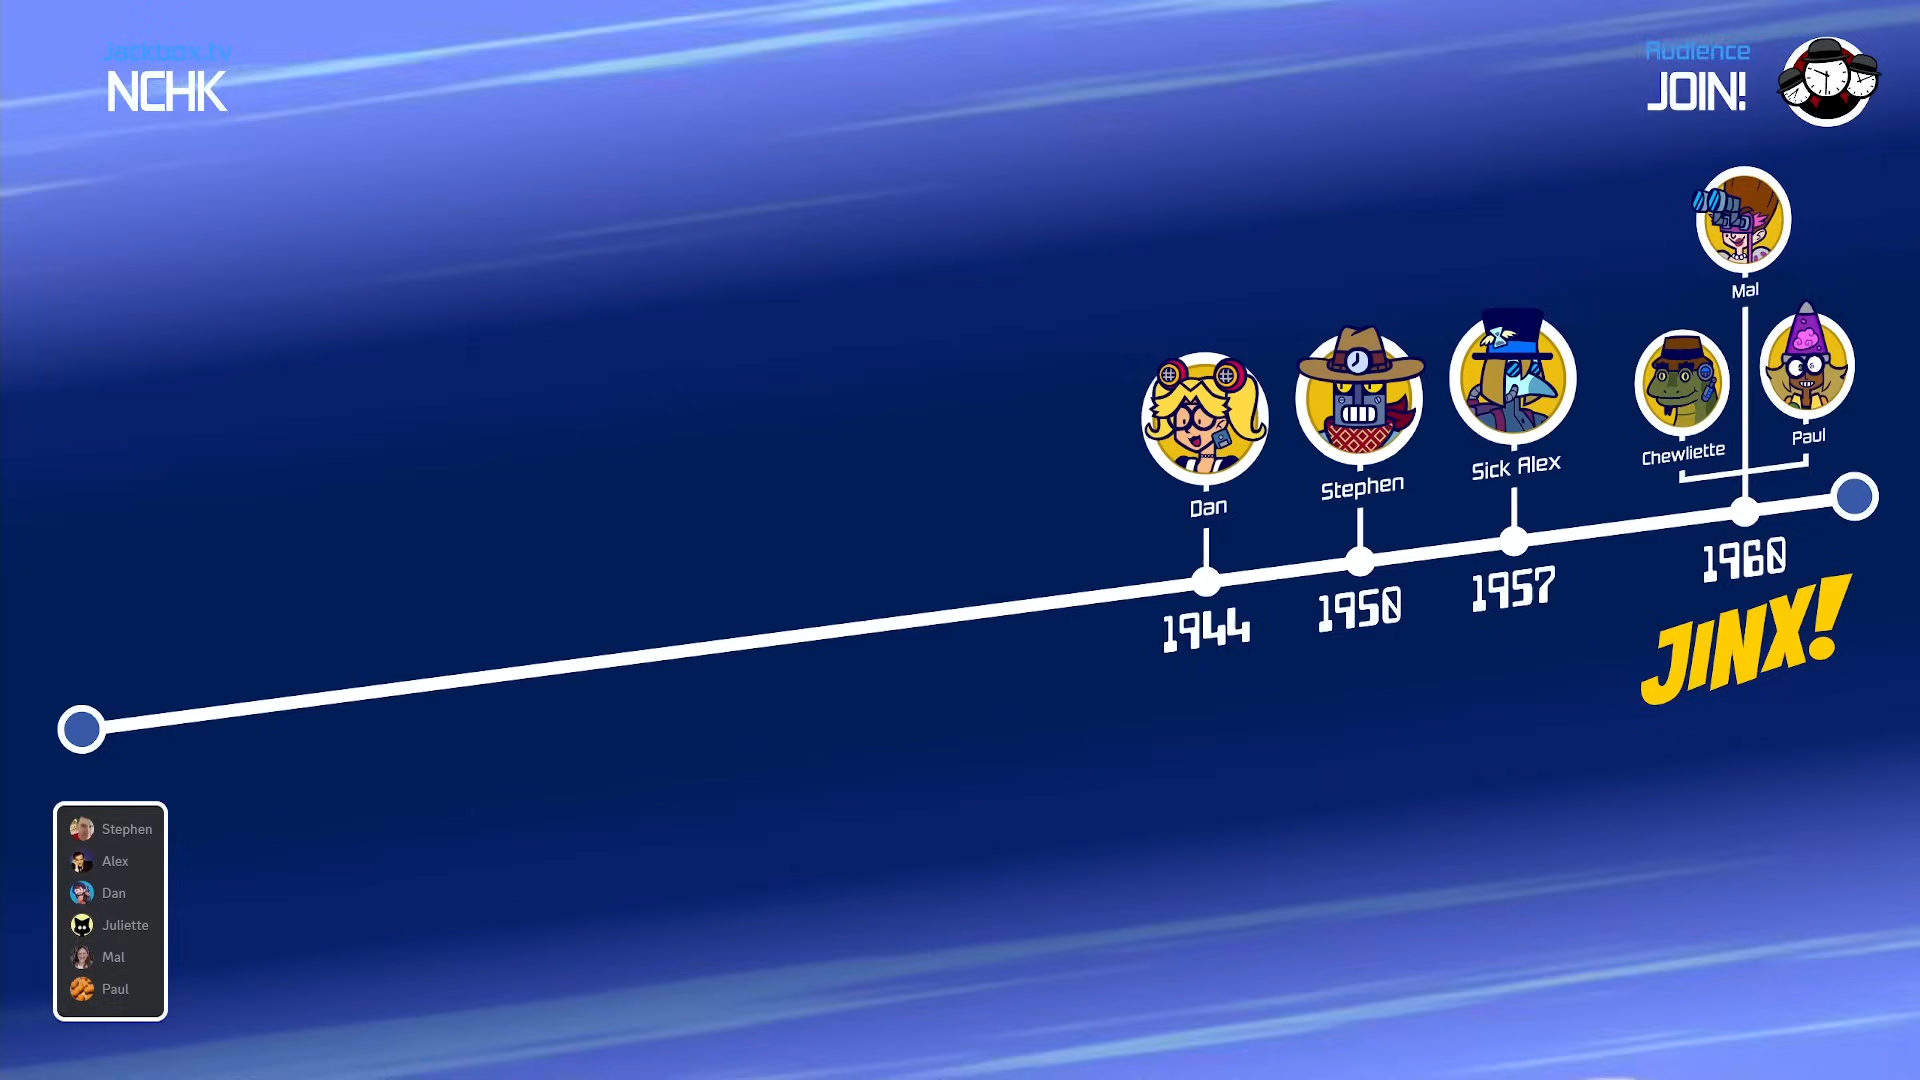 Jackbox.tv
NCHK
Audience
JOIN!
Mal
Paul
Chewliette
Sick Alex
Stephen
Dan
1944
1950
1957
1960
JINX!
Stephen
Alex
Dan
Juliette
Mal
Paul